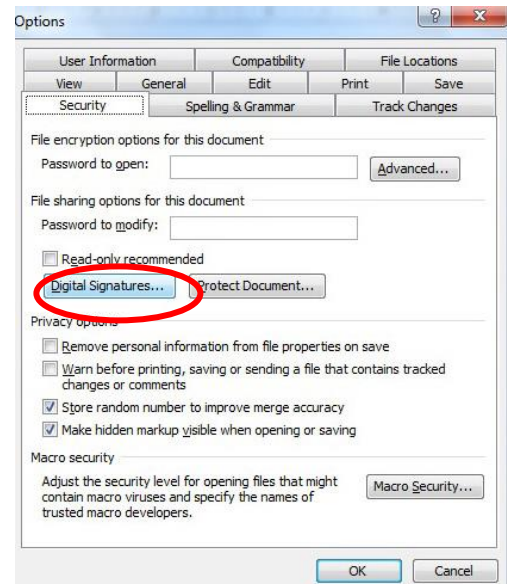 Options
User Information Compatibility File Locations
View General Edit Print Save
Security Spelling & Grammar Track Changes
File encryption options for this document
Password to open: Advanced...
File sharing options for this document
Password to modify:
Read-only recommended
Digital Signatures... Protect Document...
Privacy options
Remove personal information from file properties on save
Warn before printing, saving or sending a file that contains tracked
changes or comments
Store random number to improve merge accuracy
Make hidden markup visible when opening or saving
Macro security
Adjust the security level for opening files that might
contain macro viruses and specify the names of
trusted macro developers.
Macro Security...
OK Cancel